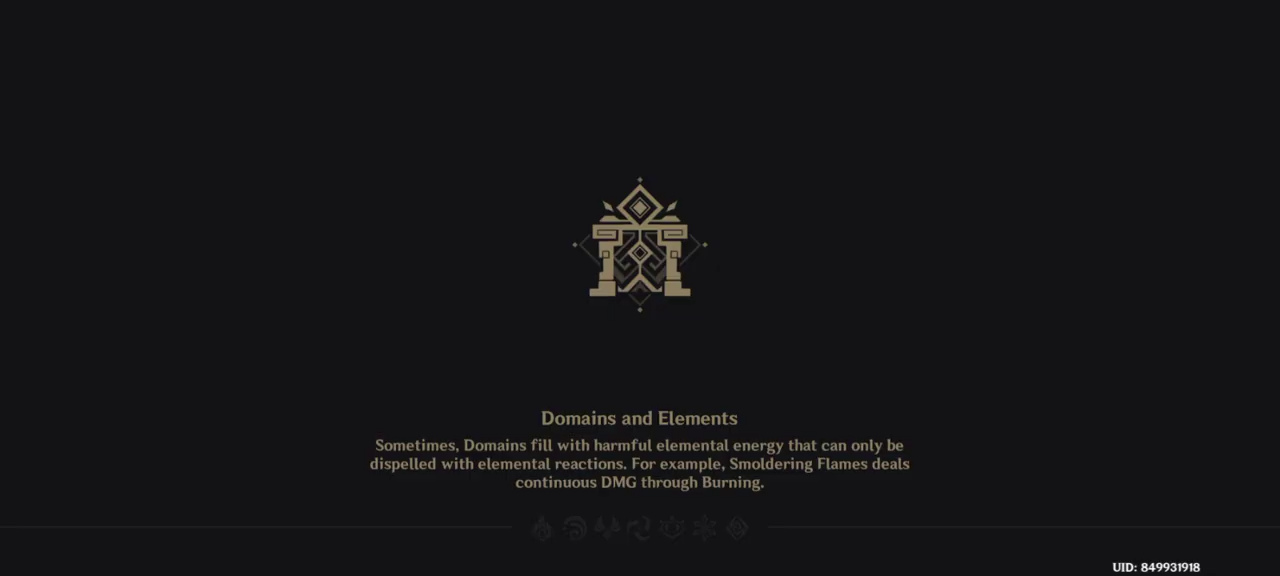 Domains and Elements
Sometimes, Domains fill with harmful elemental energy that can only be
dispelled with elemental reactions. For example, Smoldering Flames deals
continuous DMG through Burning.
UID: 849931918